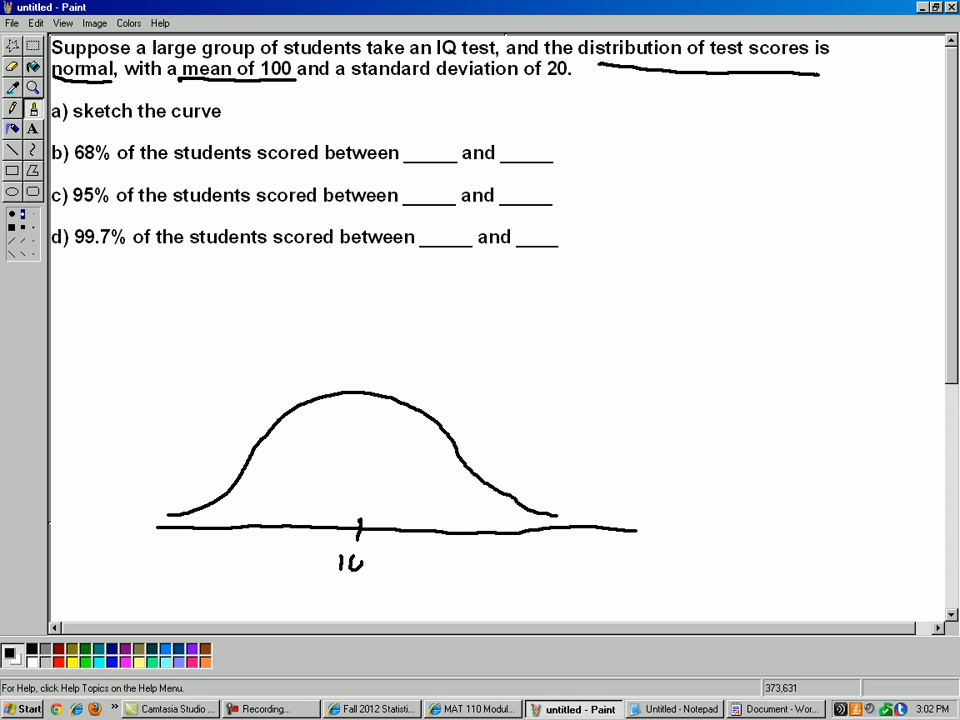 untitled - Paint
File Edit View Image Colors Help
Suppose a large group of students take an IQ test, and the distribution of test scores is
normal, with a mean of 100 and a standard deviation of 20.
a) sketch the curve
b) 68% of the students scored between _____ and _____
c) 95% of the students scored between _____ and _____
d) 99.7% of the students scored between _____ and ____
A
10
For Help, click Help Topics on the Help Menu.
373,631
Start
»
Camtasia Studio ...
Recording...
Fall 2012 Statisti...
MAT 110 Modul...
untitled - Paint
Untitled - Notepad
Document - Wor...
3:02 PM